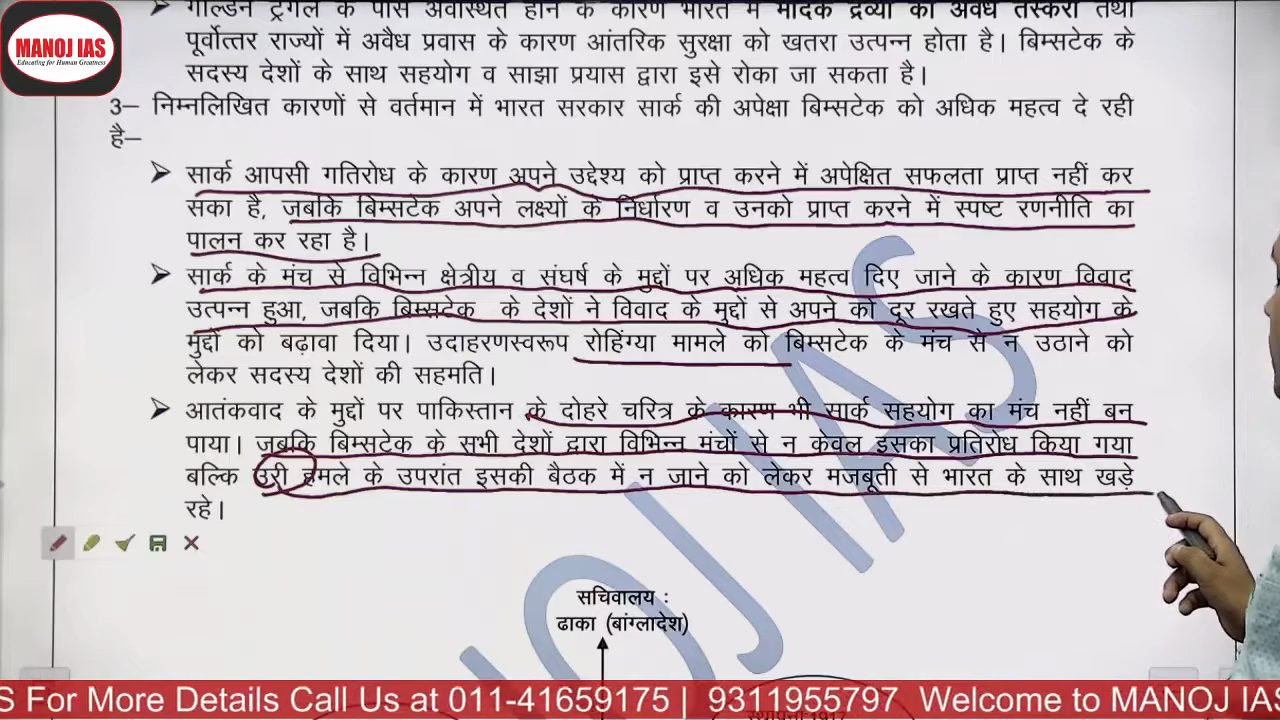 MANOJ IAS
Educating for Human Greatness
गोल्डन ट्रंगल के पास अवस्थित होने के कारण भारत में मादक द्रव्यों की अवैध तस्करी तथा
पूर्वोत्तर राज्यों में अवैध प्रवास के कारण आंतरिक सुरक्षा को खतरा उत्पन्न होता है। बिम्सटेक के
सदस्य देशों के साथ सहयोग व साझा प्रयास द्वारा इसे रोका जा सकता है।
3– निम्नलिखित कारणों से वर्तमान में भारत सरकार सार्क की अपेक्षा बिम्सटेक को अधिक महत्व दे रही
है–
सार्क आपसी गतिरोध के कारण अपने उद्देश्य को प्राप्त करने में अपेक्षित सफलता प्राप्त नहीं कर
सका है, जबकि बिम्सटेक अपने लक्ष्यों के निर्धारण व उनको प्राप्त करने में स्पष्ट रणनीति का
पालन कर रहा है।
सार्क के मंच से विभिन्न क्षेत्रीय व संघर्ष के मुद्दों पर अधिक महत्व दिए जाने के कारण विवाद
उत्पन्न हुआ, जबकि बिम्सटेक के देशों ने विवाद के मुद्दों से अपने को दूर रखते हुए सहयोग के
मुद्दों को बढ़ावा दिया। उदाहरणस्वरूप रोहिंग्या मामले को बिम्सटेक के मंच से न उठाने को
लेकर सदस्य देशों की सहमति।
आतंकवाद के मुद्दों पर पाकिस्तान के दोहरे चरित्र के कारण भी सार्क सहयोग का मंच नहीं बन
पाया। जबकि बिम्सटेक के सभी देशों द्वारा विभिन्न मंचों से न केवल इसका प्रतिरोध किया गया
बल्कि उरी हमले के उपरांत इसकी बैठक में न जाने को लेकर मजबूती से भारत के साथ खड़े
रहे।
सचिवालय :
ढाका (बांग्लादेश)
MANOJ IAS
S For More Details Call Us at 011-41659175 | 9311955797 Welcome to MANOJ IAS